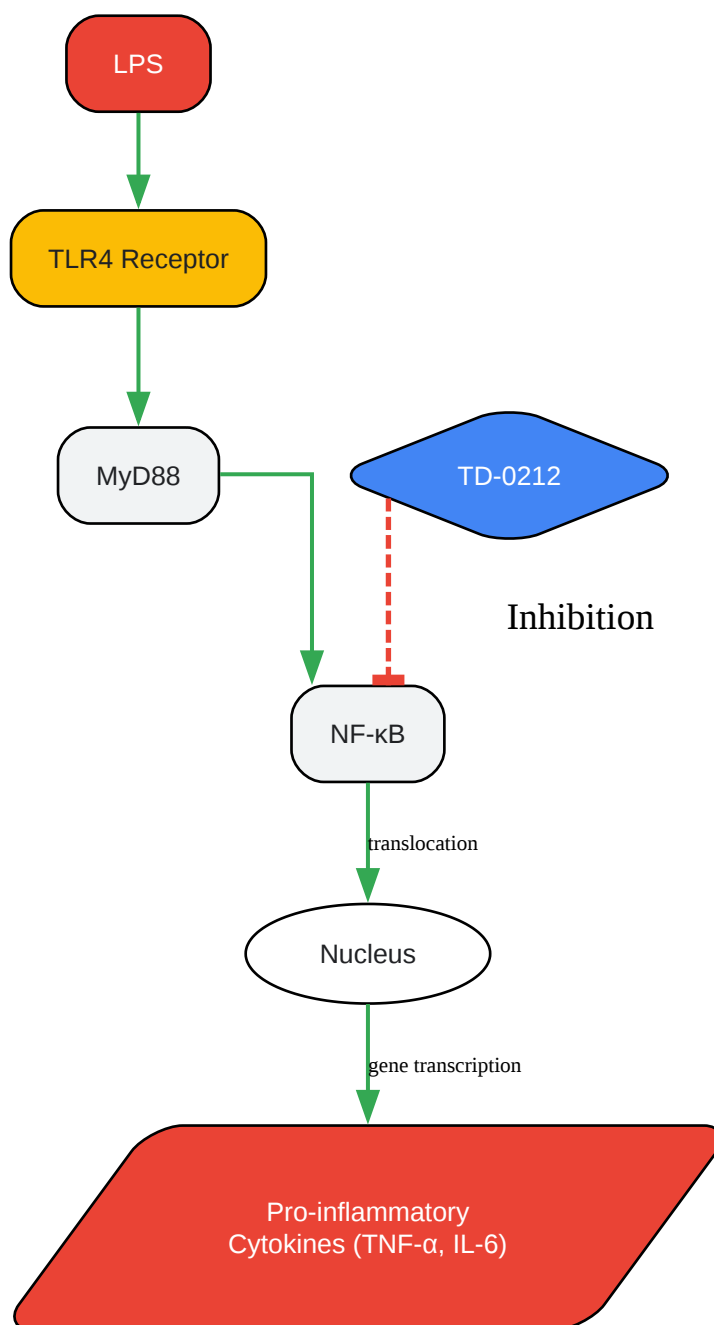 LPS
TLR4 Receptor
MyD88
TD-0212
Inhibition
NF-κB
translocation
Nucleus
gene transcription
Pro-inflammatory
Cytokines (TNF-α, IL-6)